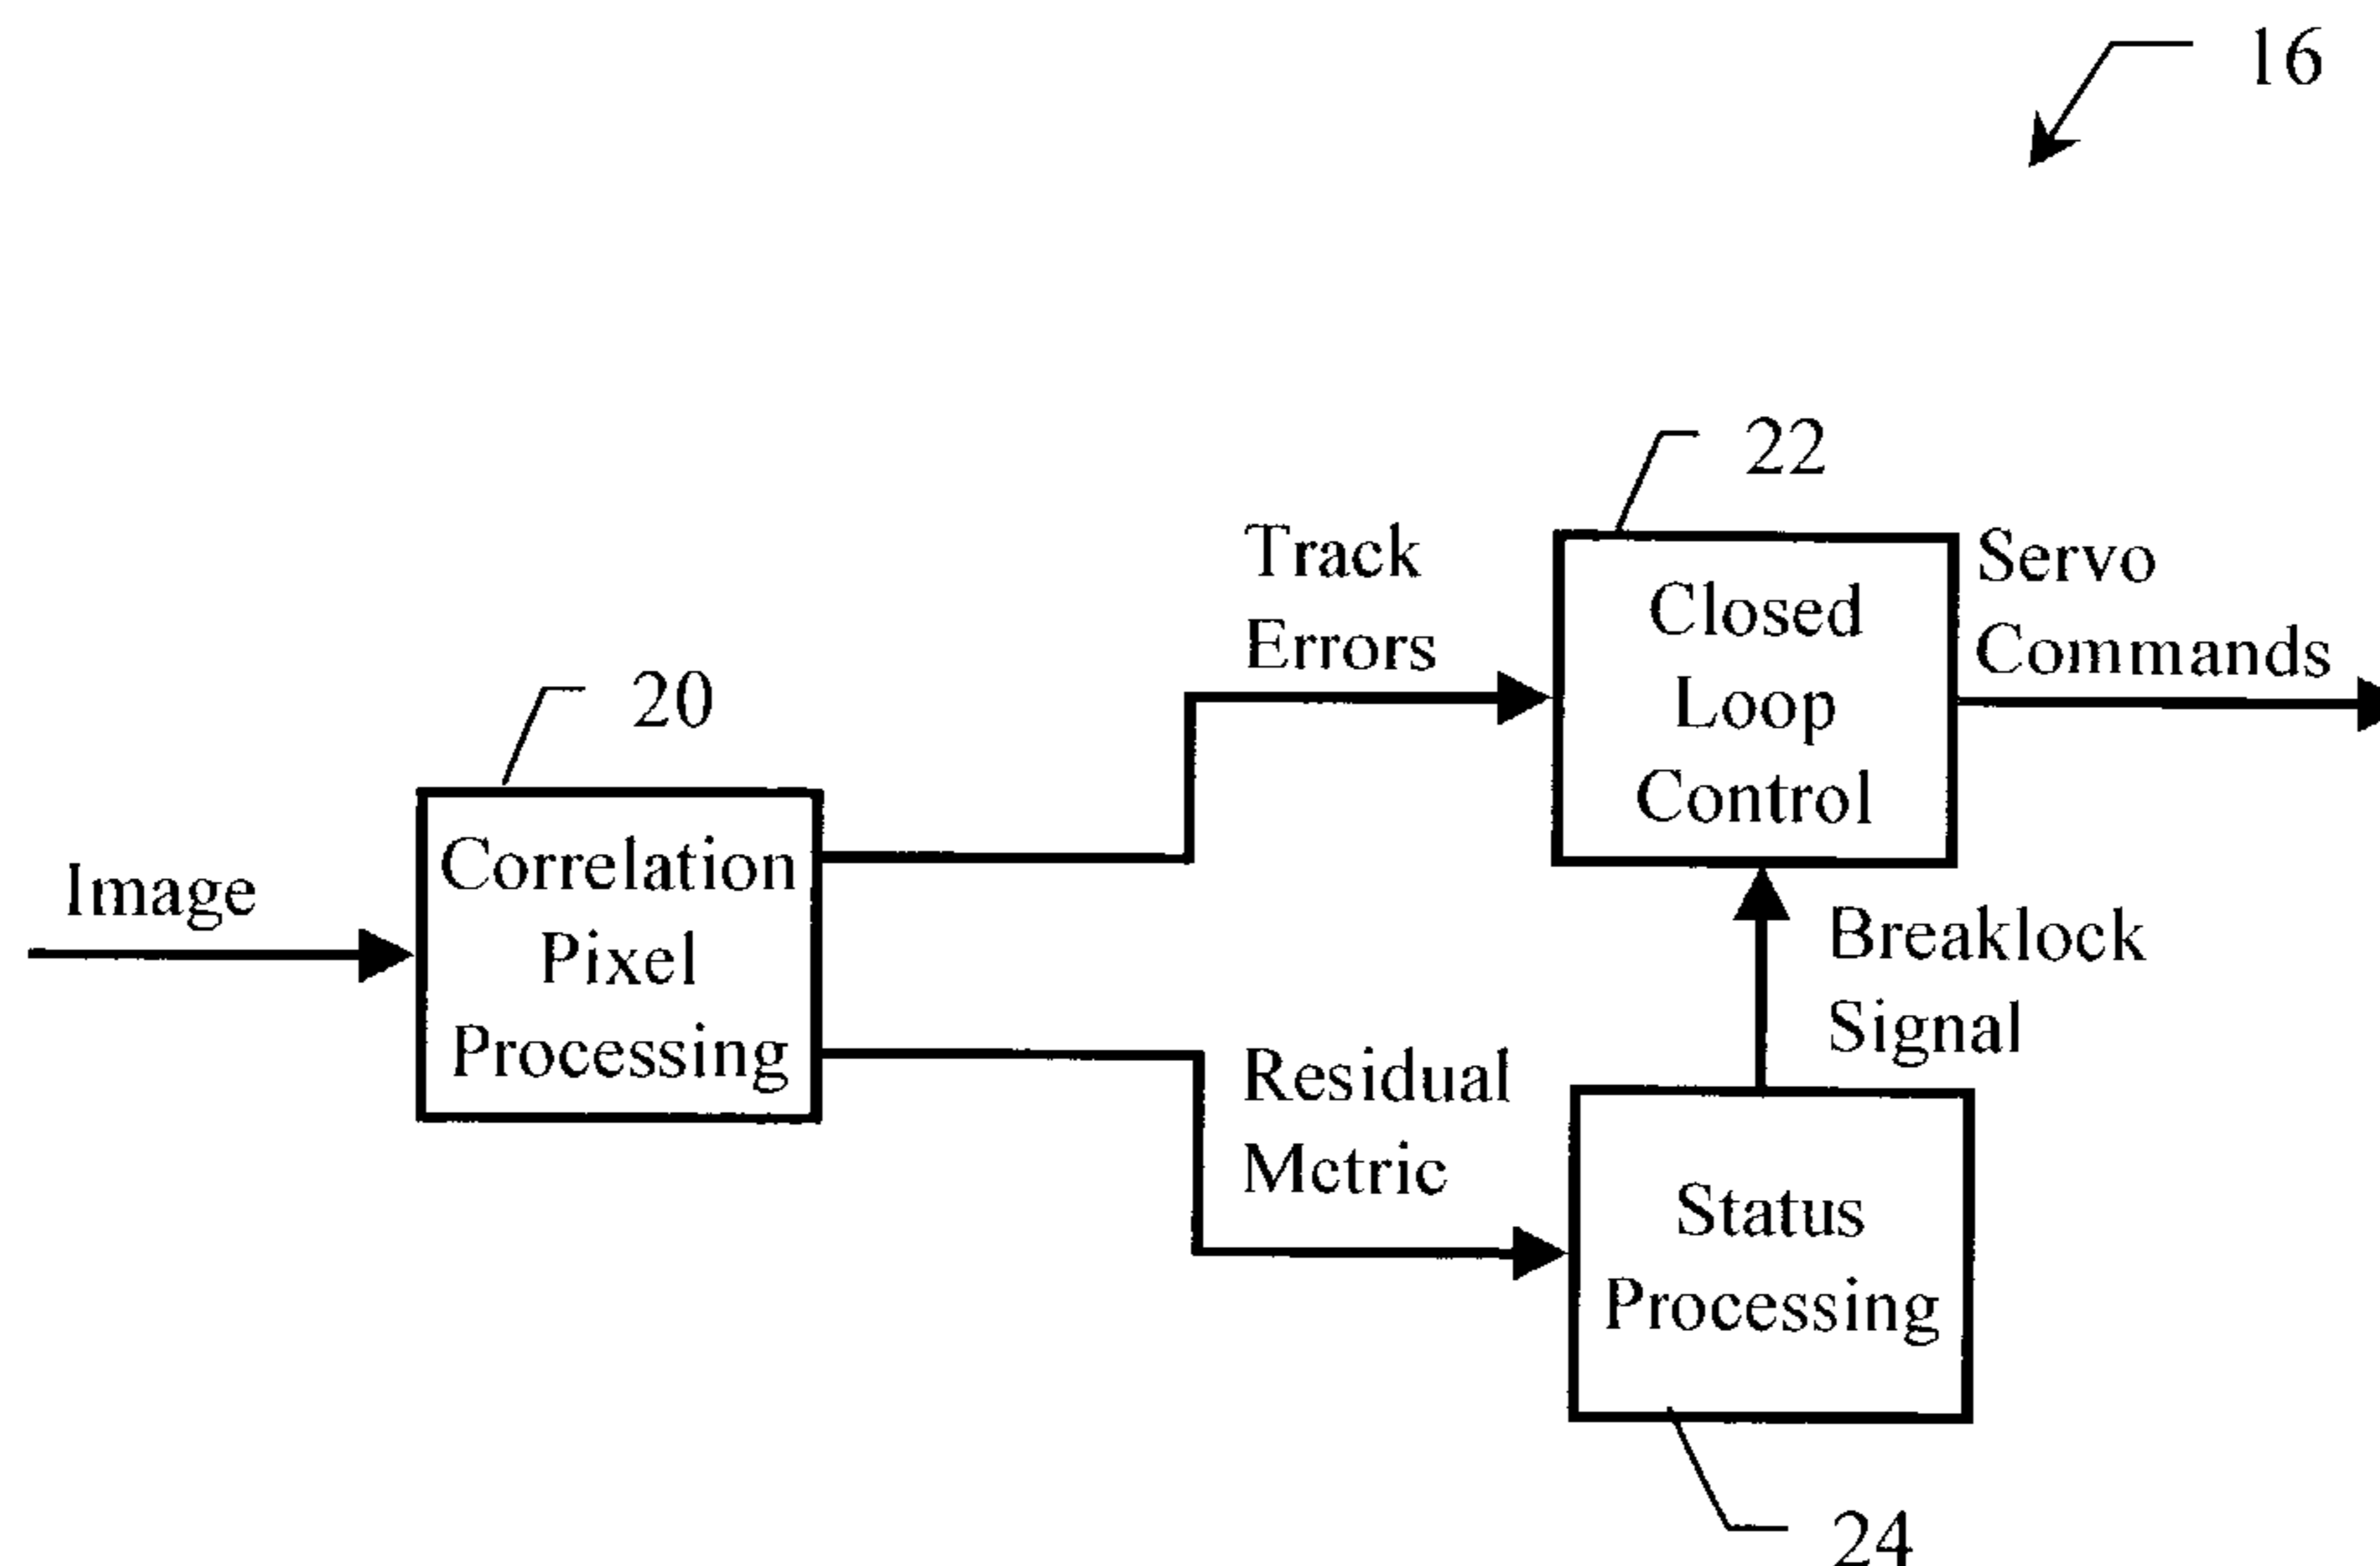 16
22
Track
Errors
Closed
Loop
Control
Servo
Commands
20
Correlation
Pixel
Processing
Image
Breaklock
Signal
Residual
Metric
Status
Processing
24